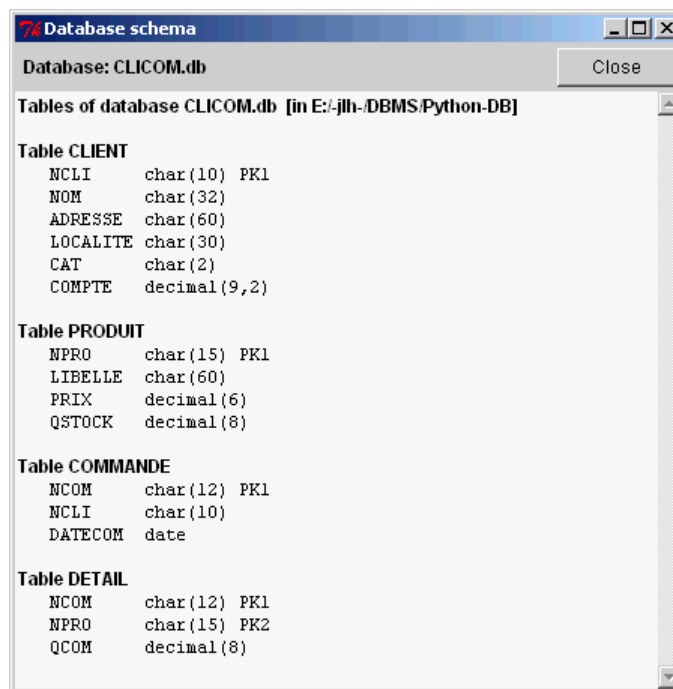 Database schema
Database: CLICOM.db Close
Tables of database CLICOM.db [in E:/-jlh-/DBMS/Python-DB]
Table CLIENT
NCLI char(10) PK1
NOM char(32)
ADRESSE char(60)
LOCALITE char(30)
CAT char(2)
COMPTE decimal(9,2)
Table PRODUIT
NPRO char(15) PK1
LIBELLE char(60)
PRIX decimal(6)
QSTOCK decimal(8)
Table COMMANDE
NCOM char(12) PK1
NCLI char(10)
DATECOM date
Table DETAIL
NCOM char(12) PK1
NPRO char(15) PK2
QCOM decimal(8)